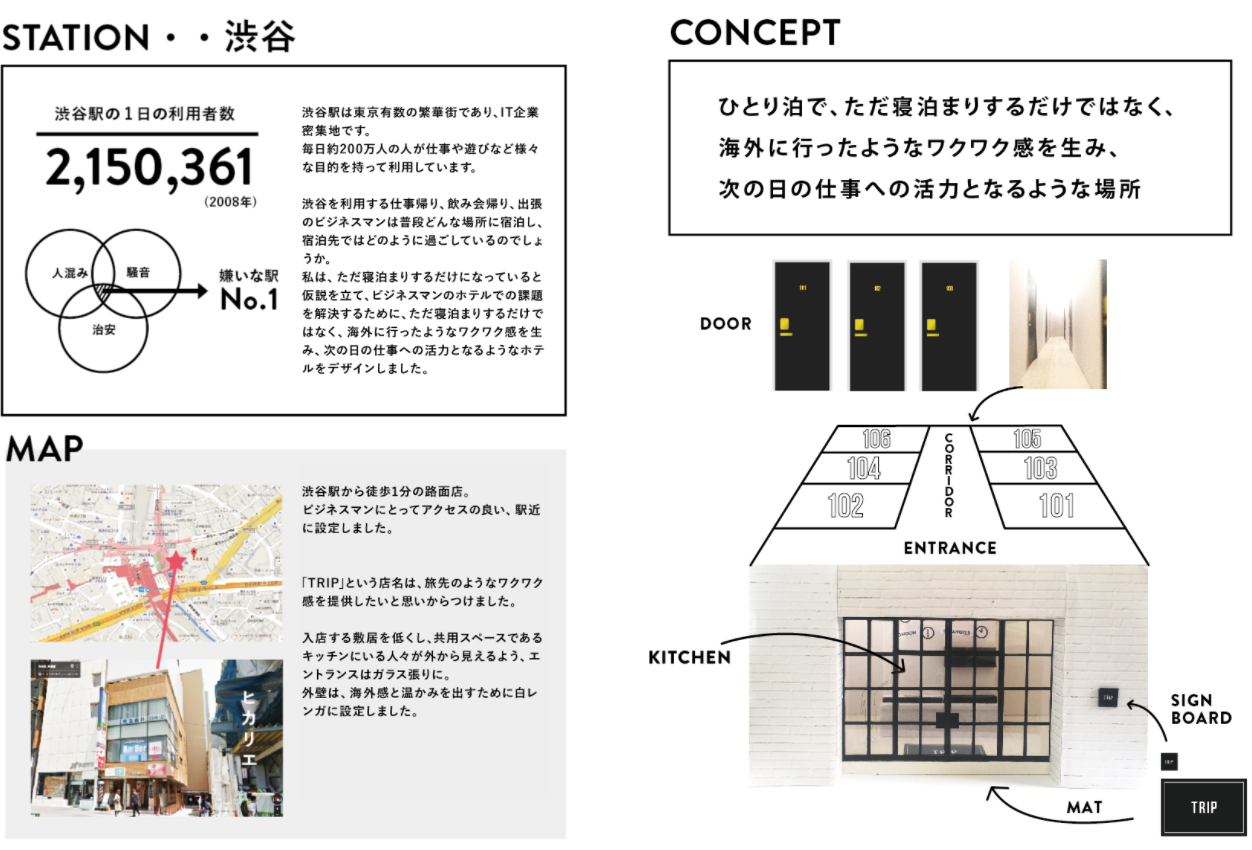 STATION・・渋谷
渋谷駅の1日の利用者数
2,150,361
(2008年)
人混み
騒音
治安
嫌いな駅
No.1
渋谷駅は東京有数の繁華街であり、IT企業
密集地です。
毎日約200万人の人が仕事や遊びなど様々
な目的を持って利用しています。
渋谷を利用する仕事帰り、飲み会帰り、出張
のビジネスマンは普段どんな場所に宿泊し、
宿泊先ではどのように過ごしているのでしょ
うか。
私は、ただ寝泊まりするだけになっていると
仮説を立て、ビジネスマンのホテルでの課題
を解決するために、ただ寝泊まりするだけで
はなく、海外に行ったようなワクワク感を生
み、次の日の仕事への活力となるようなホテ
ルをデザインしました。
MAP
ヒカリエ
渋谷駅から徒歩1分の路面店。
ビジネスマンにとってアクセスの良い、駅近
に設定しました。
「TRIP」という店名は、旅先のようなワクワク
感を提供したいと思いからつけました。
入店する敷居を低くし、共用スペースである
キッチンにいる人々が外から見えるよう、エ
ントランスはガラス張りに。
外壁は、海外感と温かみを出すために白レ
ンガに設定しました。
CONCEPT
ひとり泊で、ただ寝泊まりするだけではなく、
海外に行ったようなワクワク感を生み、
次の日の仕事への活力となるような場所
DOOR
101
106
105
104
103
102
101
CORRIDOR
ENTRANCE
KITCHEN
TRIP
SIGN
BOARD
MAT
TRIP